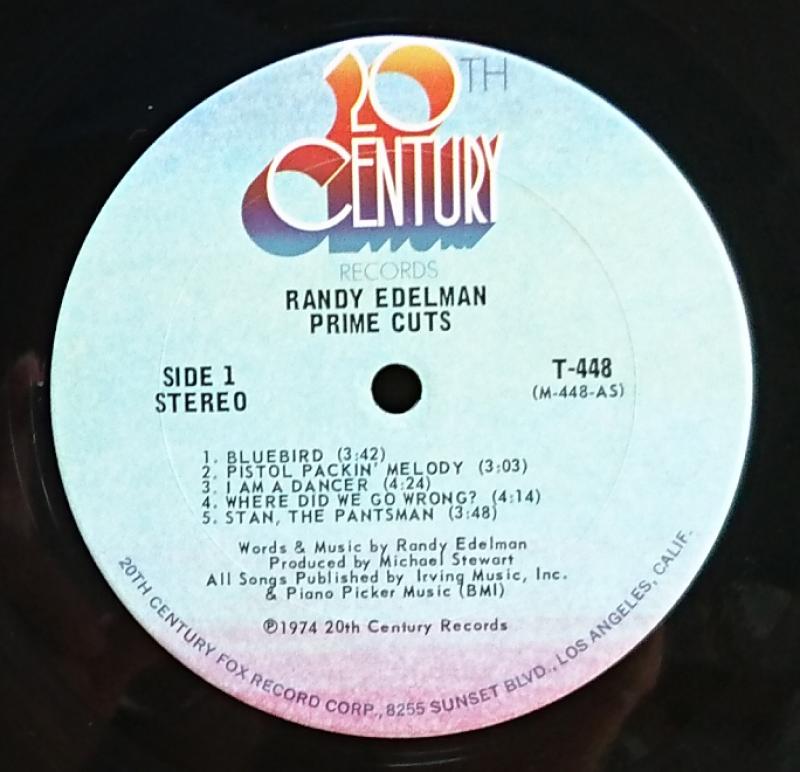 20TH
CENTURY
RECORDS
RANDY EDELMAN
PRIME CUTS
SIDE 1
STEREO
T-448
(M-448-AS)
1. BLUEBIRD (3:42)
2. PISTOL PACKIN' MELODY (3:03)
3. I AM A DANCER (4:24)
4. WHERE DID WE GO WRONG? (4:14)
5. STAN, THE PANTSMAN (3:48)
Words & Music by Randy Edelman
Produced by Michael Stewart
All Songs Published by Irving Music, Inc.
& Piano Picker Music (BMI)
℗1974 20th Century Records
20TH CENTURY FOX RECORD CORP., 8255 SUNSET BLVD., LOS ANGELES, CALIF.